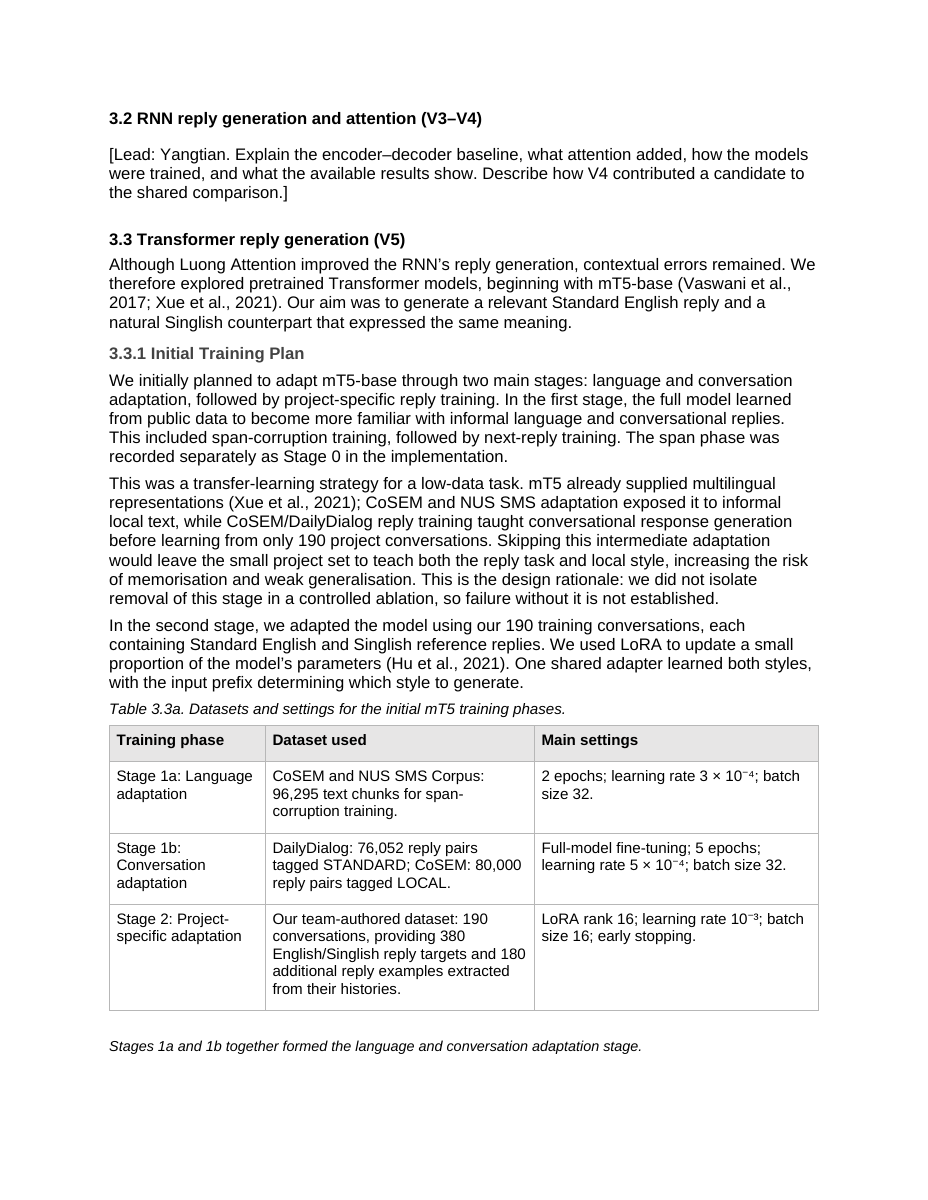 3.2 RNN reply generation and attention (V3–V4)
[Lead: Yangtian. Explain the encoder–decoder baseline, what attention added, how the models
were trained, and what the available results show. Describe how V4 contributed a candidate to
the shared comparison.]
3.3 Transformer reply generation (V5)
Although Luong Attention improved the RNN’s reply generation, contextual errors remained. We
therefore explored pretrained Transformer models, beginning with mT5-base (Vaswani et al.,
2017; Xue et al., 2021). Our aim was to generate a relevant Standard English reply and a
natural Singlish counterpart that expressed the same meaning.
3.3.1 Initial Training Plan
We initially planned to adapt mT5-base through two main stages: language and conversation
adaptation, followed by project-specific reply training. In the first stage, the full model learned
from public data to become more familiar with informal language and conversational replies.
This included span-corruption training, followed by next-reply training. The span phase was
recorded separately as Stage 0 in the implementation.
This was a transfer-learning strategy for a low-data task. mT5 already supplied multilingual
representations (Xue et al., 2021); CoSEM and NUS SMS adaptation exposed it to informal
local text, while CoSEM/DailyDialog reply training taught conversational response generation
before learning from only 190 project conversations. Skipping this intermediate adaptation
would leave the small project set to teach both the reply task and local style, increasing the risk
of memorisation and weak generalisation. This is the design rationale: we did not isolate
removal of this stage in a controlled ablation, so failure without it is not established.
In the second stage, we adapted the model using our 190 training conversations, each
containing Standard English and Singlish reference replies. We used LoRA to update a small
proportion of the model’s parameters (Hu et al., 2021). One shared adapter learned both styles,
with the input prefix determining which style to generate.
Table 3.3a. Datasets and settings for the initial mT5 training phases.
Training phase
Dataset used
Main settings
Stage 1a: Language
adaptation
CoSEM and NUS SMS Corpus:
96,295 text chunks for span-
corruption training.
2 epochs; learning rate 3 × 10⁻⁴; batch
size 32.
Stage 1b:
Conversation
adaptation
DailyDialog: 76,052 reply pairs
tagged STANDARD; CoSEM: 80,000
reply pairs tagged LOCAL.
Full-model fine-tuning; 5 epochs;
learning rate 5 × 10⁻⁴; batch size 32.
Stage 2: Project-
specific adaptation
Our team-authored dataset: 190
conversations, providing 380
English/Singlish reply targets and 180
additional reply examples extracted
from their histories.
LoRA rank 16; learning rate 10⁻³; batch
size 16; early stopping.
Stages 1a and 1b together formed the language and conversation adaptation stage.